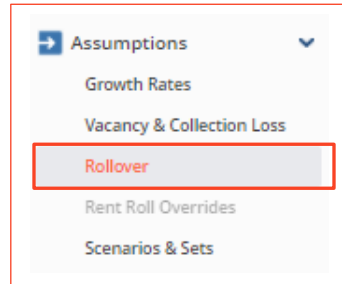 Assumptions
Growth Rates
Vacancy & Collection Loss
Rollover
Rent Roll Overrides
Scenarios & Sets